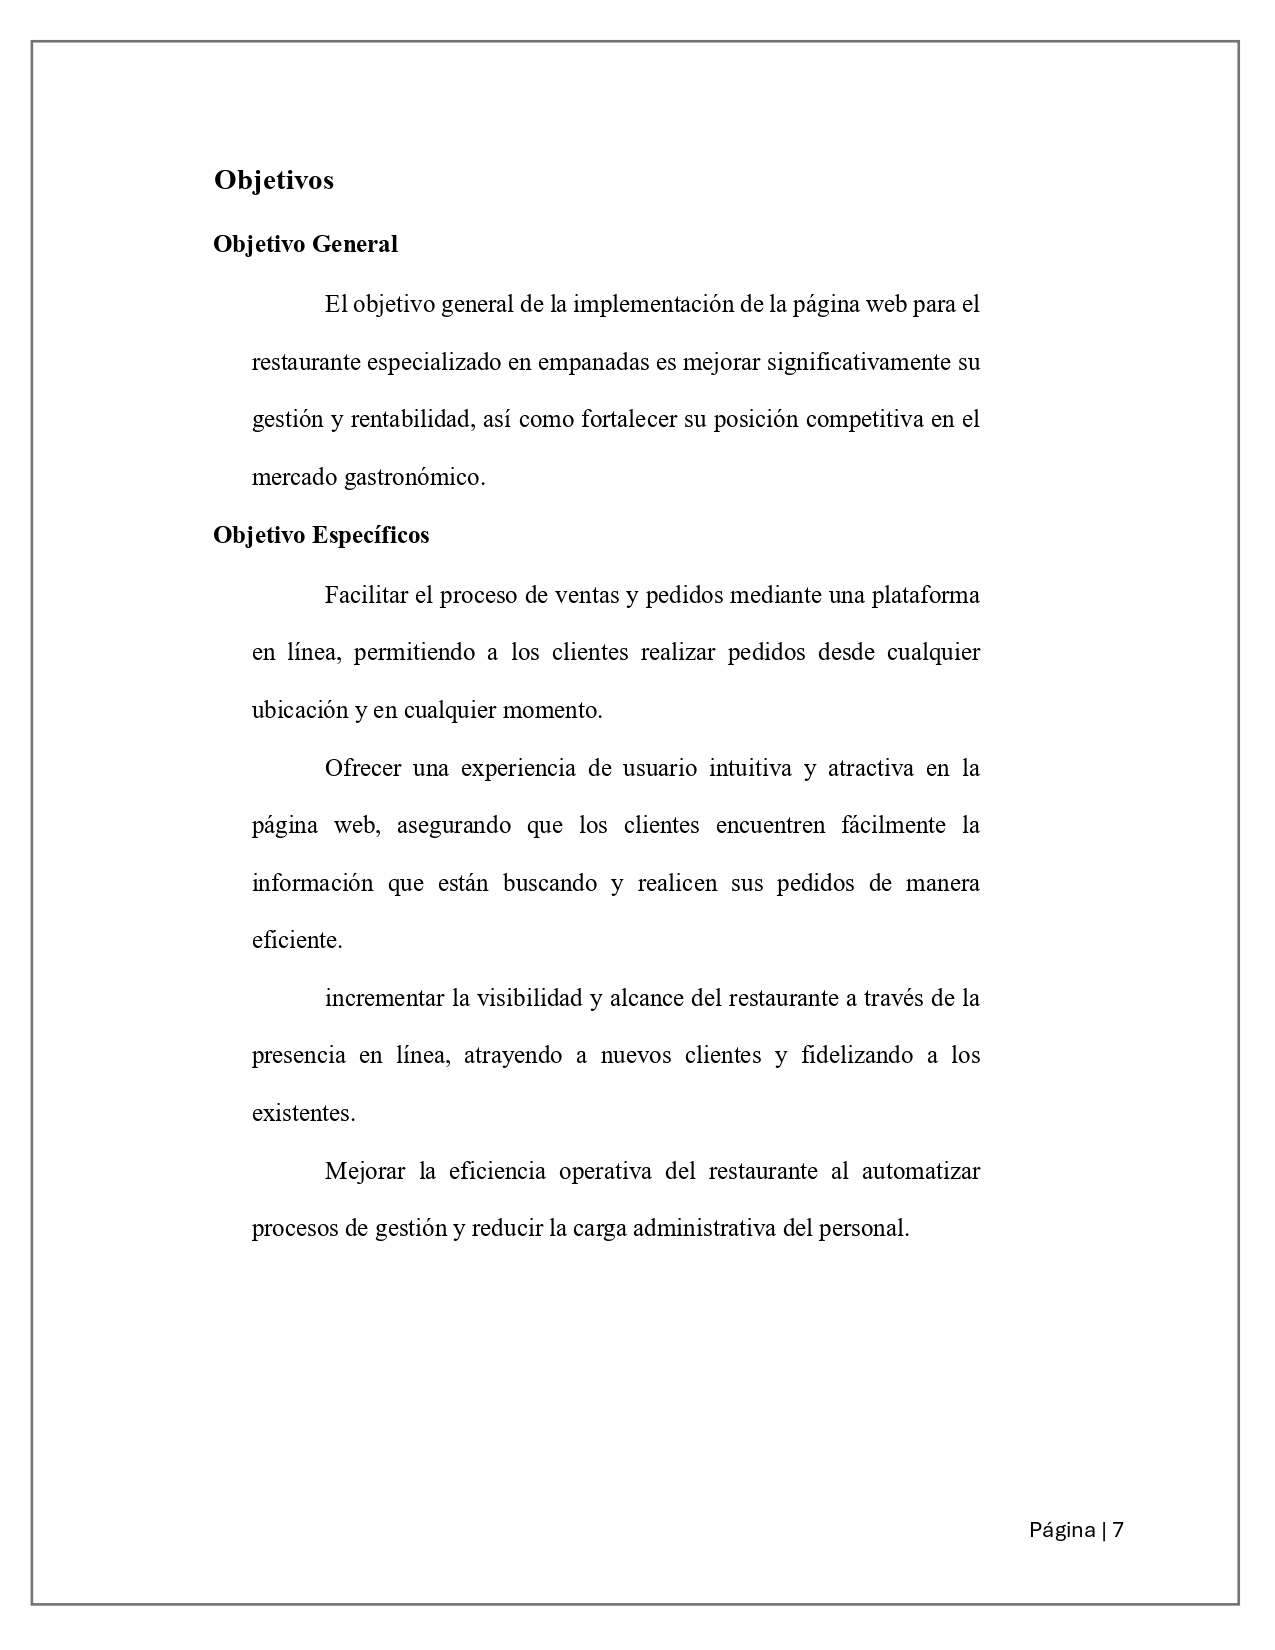 Objetivos
Objetivo General
El objetivo general de la implementación de la página web para el
restaurante especializado en empanadas es mejorar significativamente su
gestión y rentabilidad, así como fortalecer su posición competitiva en el
mercado gastronómico.
Objetivo Específicos
Facilitar el proceso de ventas y pedidos mediante una plataforma
en línea, permitiendo a los clientes realizar pedidos desde cualquier
ubicación y en cualquier momento.
Ofrecer una experiencia de usuario intuitiva y atractiva en la
página web, asegurando que los clientes encuentren fácilmente la
información que están buscando y realicen sus pedidos de manera
eficiente.
incrementar la visibilidad y alcance del restaurante a través de la
presencia en línea, atrayendo a nuevos clientes y fidelizando a los
existentes.
Mejorar la eficiencia operativa del restaurante al automatizar
procesos de gestión y reducir la carga administrativa del personal.
Página | 7